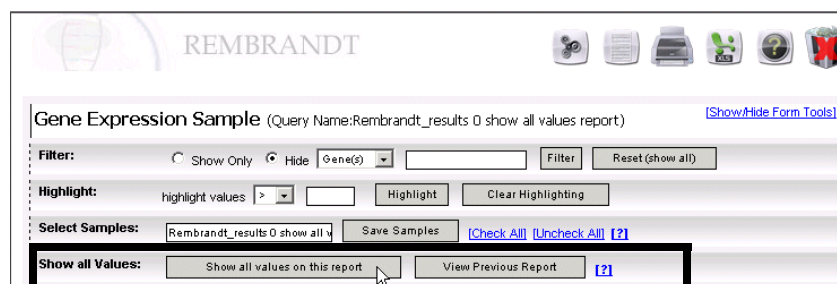 REMBRANDT
XLS
?
Gene Expression Sample (Query Name:Rembrandt_results 0 show all values report)
[Show/Hide Form Tools]
Filter: Show Only Hide Gene(s) Filter Reset (show all)
Highlight: highlight values > Highlight Clear Highlighting
Select Samples: Rembrandt_results 0 show all v Save Samples [Check All] [Uncheck All] [?]
Show all Values: Show all values on this report View Previous Report [?]